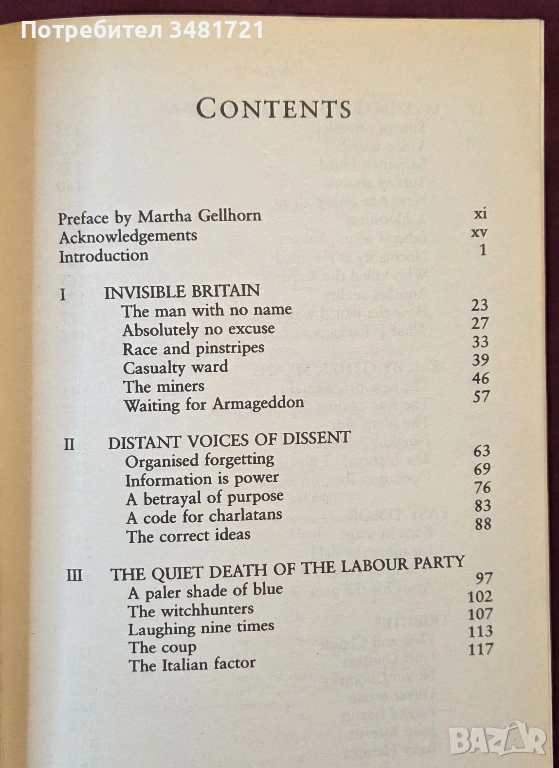 Потребител 3481721
CONTENTS
Preface by Martha Gellhorn xi
Acknowledgements xv
Introduction 1
I INVISIBLE BRITAIN
The man with no name 23
Absolutely no excuse 27
Race and pinstripes 33
Casualty ward 39
The miners 46
Waiting for Armageddon 57
II DISTANT VOICES OF DISSENT
Organised forgetting 63
Information is power 69
A betrayal of purpose 76
A code for charlatans 83
The correct ideas 88
III THE QUIET DEATH OF THE LABOUR PARTY
A paler shade of blue 97
The witchhunters 102
Laughing nine times 107
The coup 113
The Italian factor 117
BAZAR